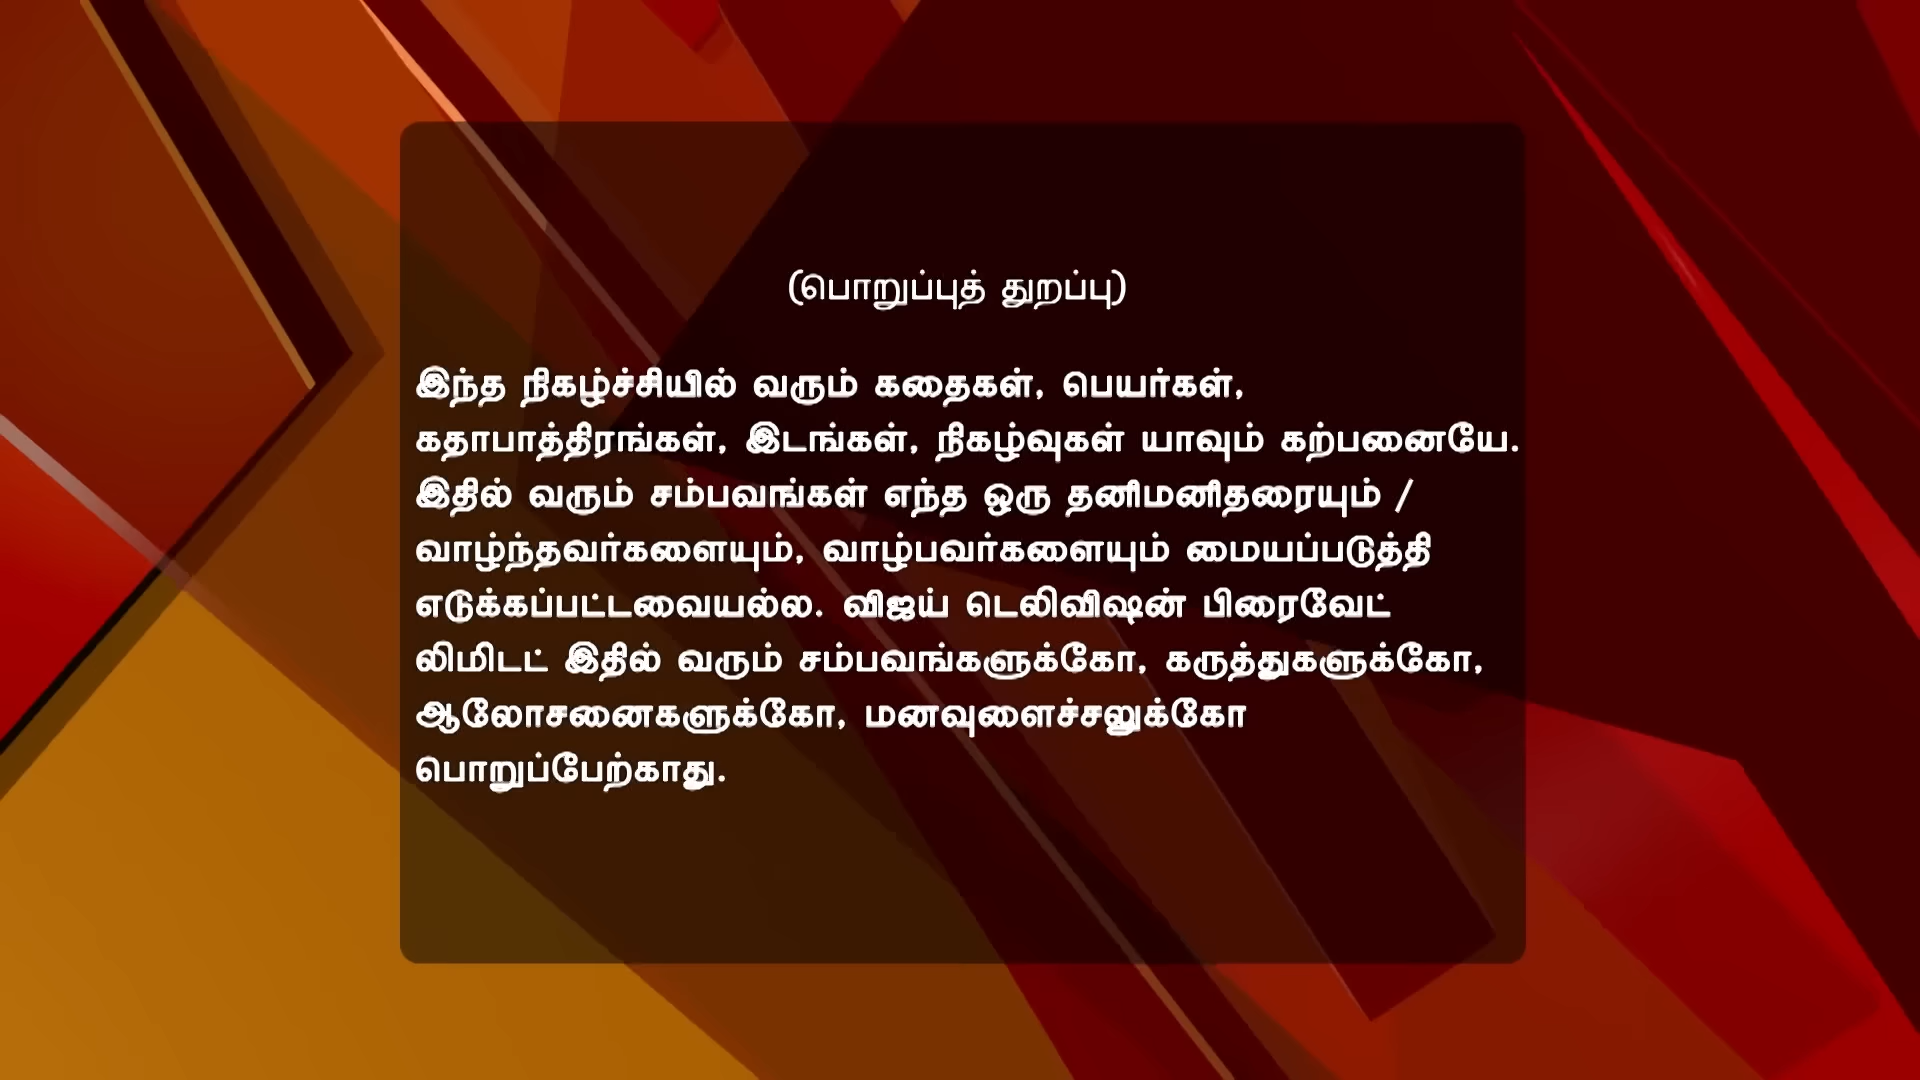 (பொறுப்புத் துறப்பு)
இந்த நிகழ்ச்சியில் வரும் கதைகள், பெயர்கள்,
கதாபாத்திரங்கள், இடங்கள், நிகழ்வுகள் யாவும் கற்பனையே.
இதில் வரும் சம்பவங்கள் எந்த ஒரு தனிமனிதரையும் /
வாழ்ந்தவர்களையும், வாழ்பவர்களையும் மையப்படுத்தி
எடுக்கப்பட்டவையல்ல. விஜய் டெலிவிஷன் பிரைவேட்
லிமிடட் இதில் வரும் சம்பவங்களுக்கோ, கருத்துகளுக்கோ,
ஆலோசனைகளுக்கோ, மனவுளைச்சலுக்கோ
பொறுப்பேற்காது.